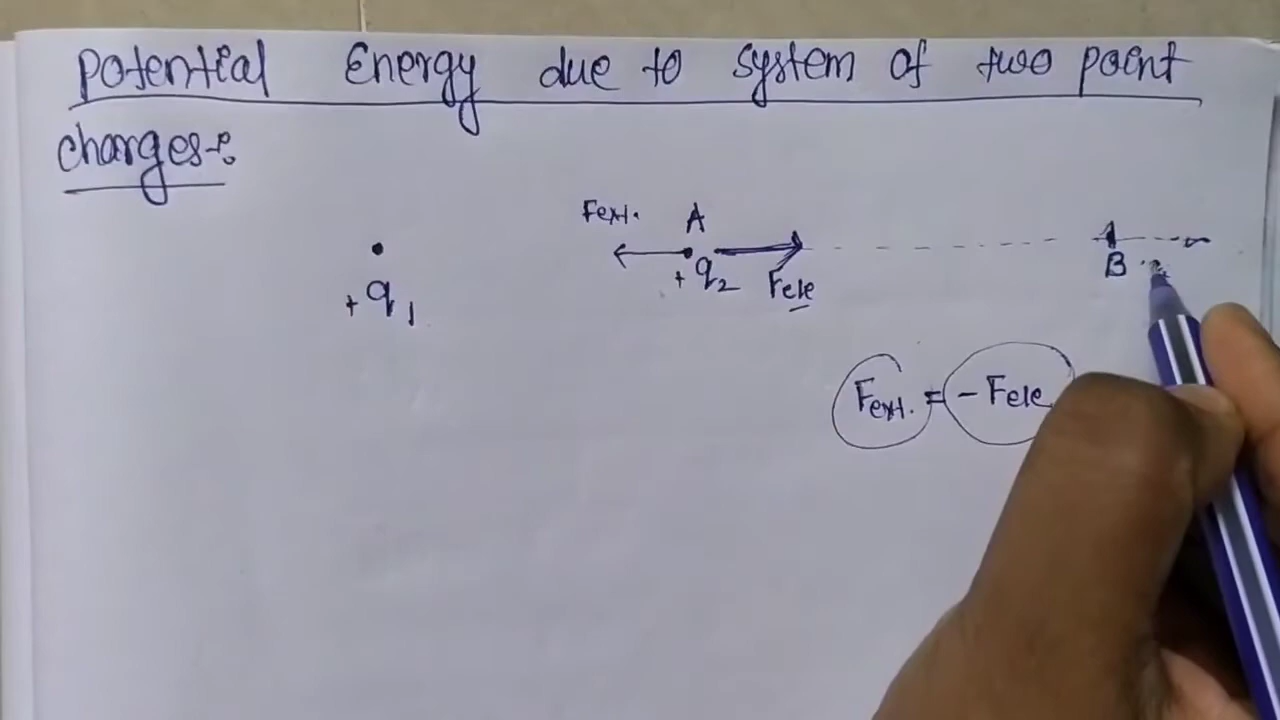 Potential Energy due to system of two point
charges:
Fext. A
+ q1 + q2 Fele B
Fext. = - Fele